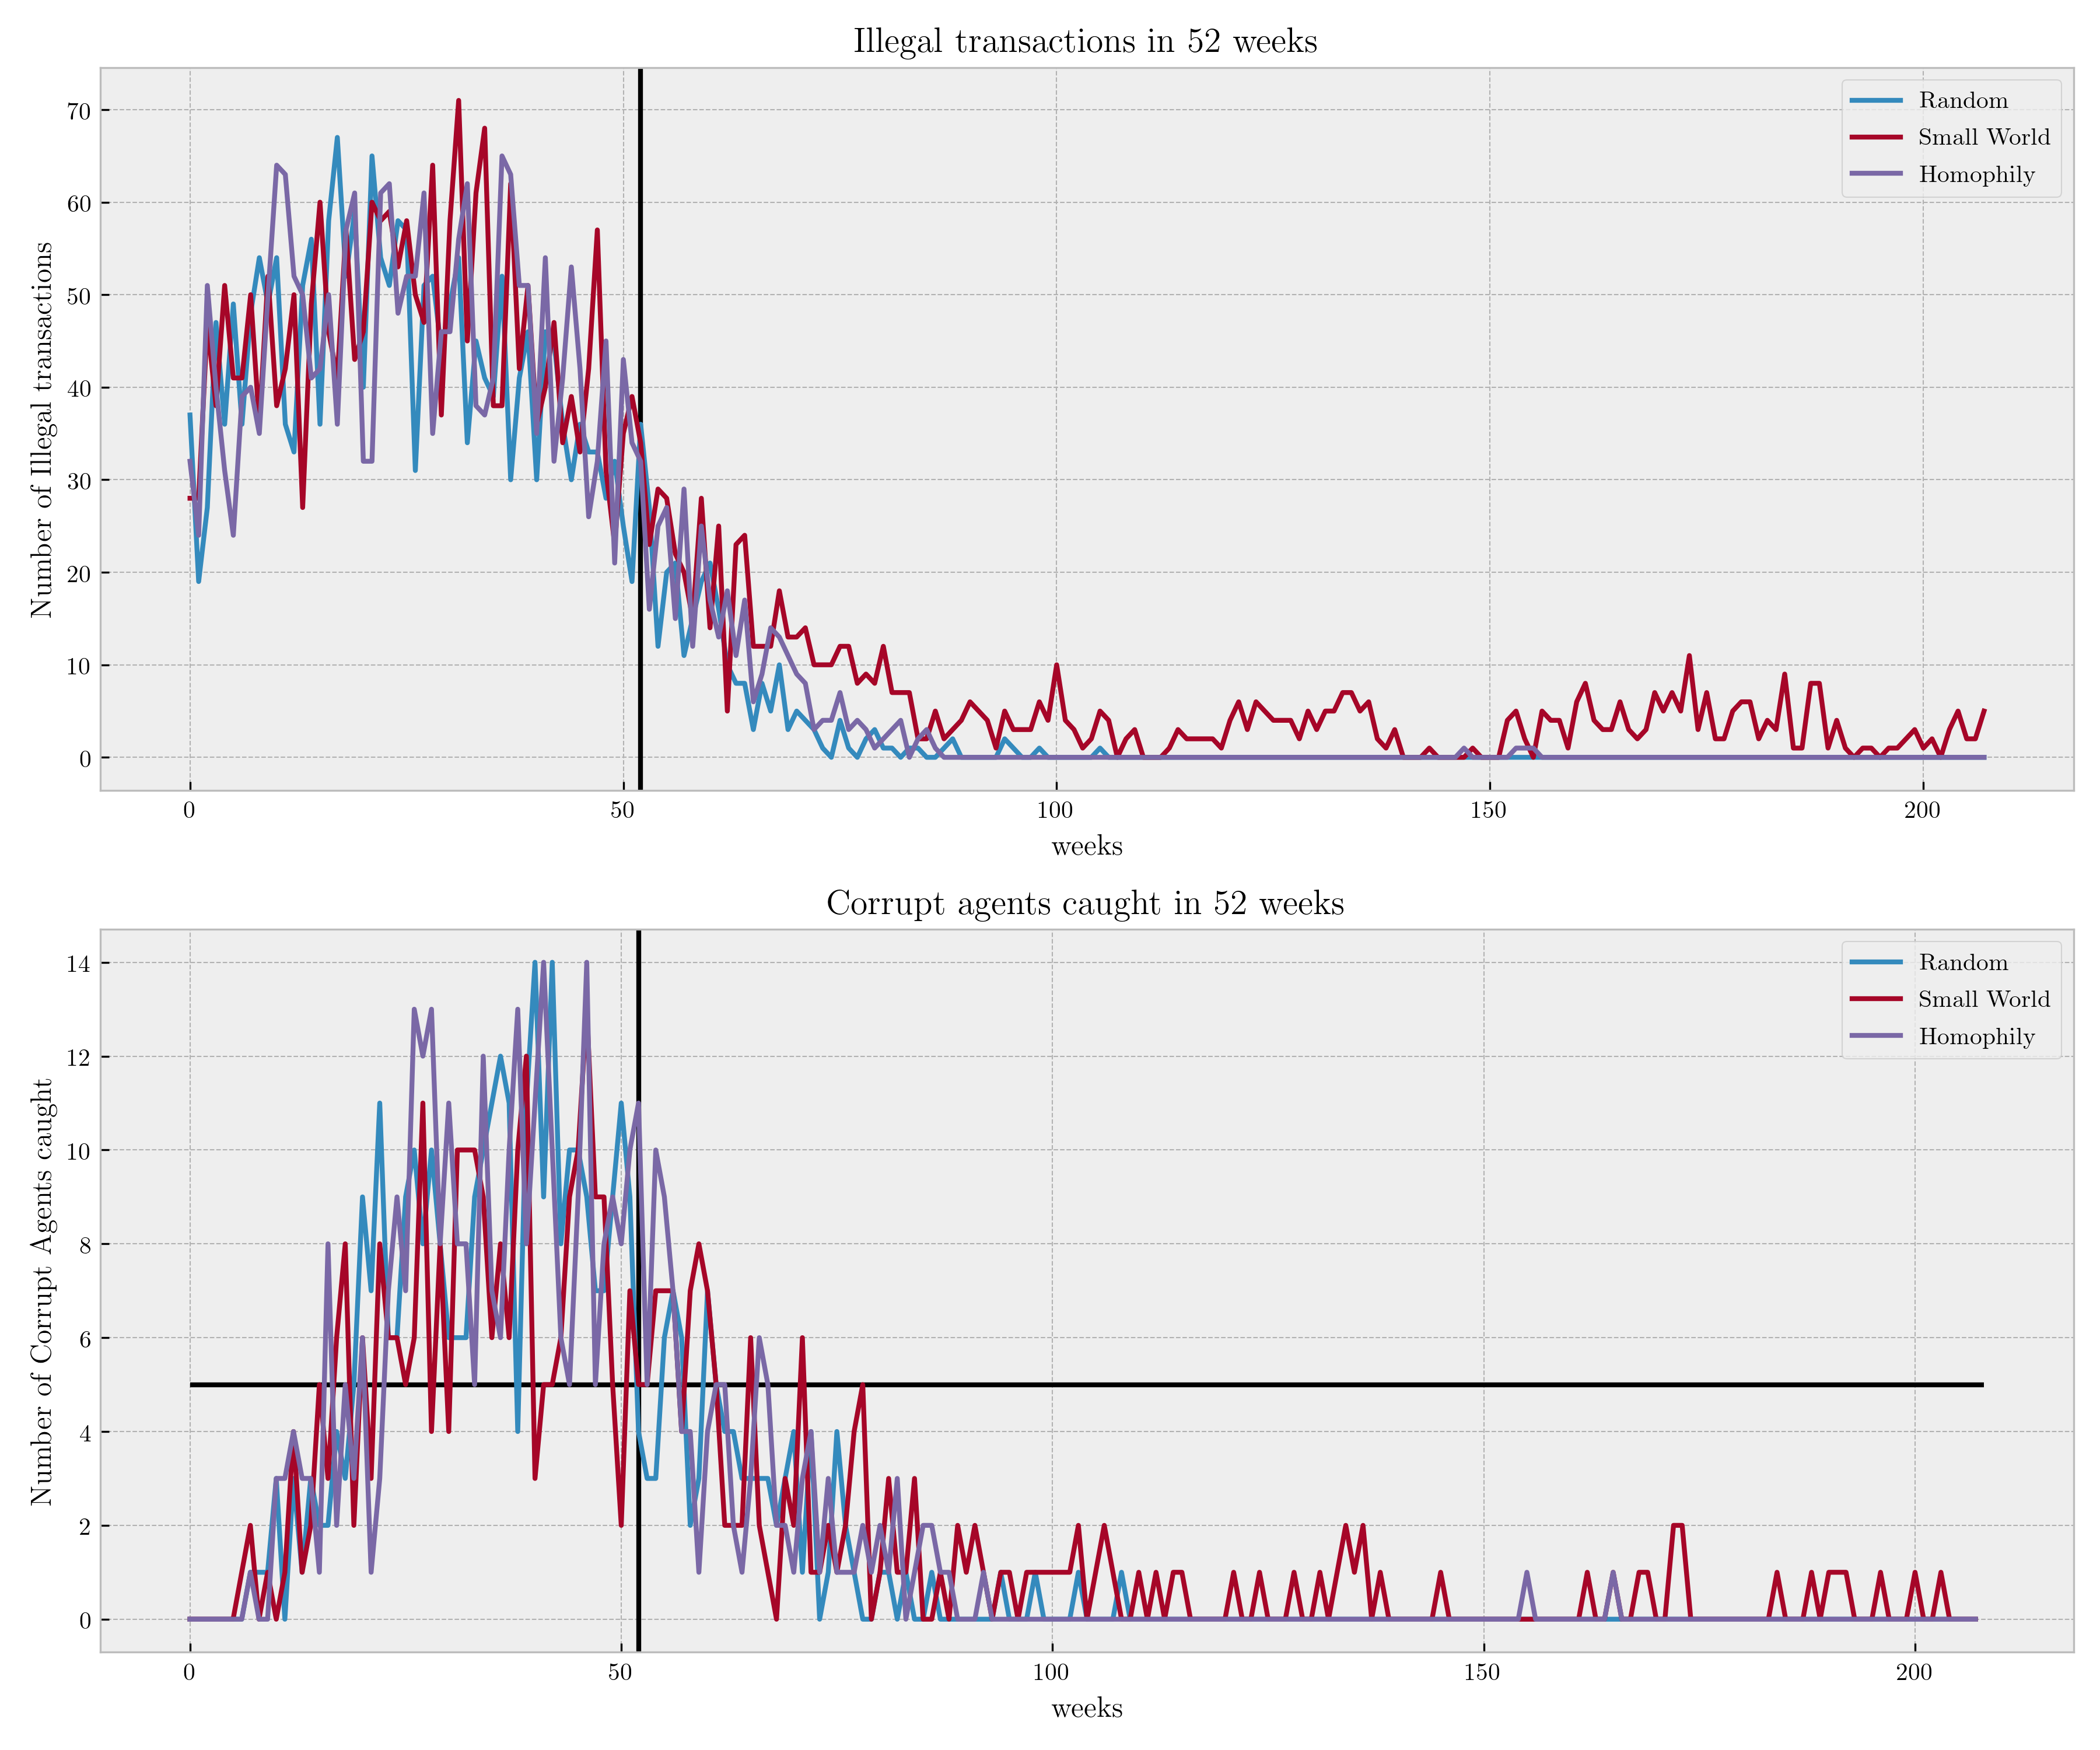 Illegal transactions in 52 weeks
Number of Illegal transactions
70
60
50
40
30
20
10
0
Random
Small World
Homophily
0 50 100 150 200
weeks
Corrupt agents caught in 52 weeks
Number of Corrupt Agents caught
14
12
10
8
6
4
2
0
Random
Small World
Homophily
0 50 100 150 200
weeks